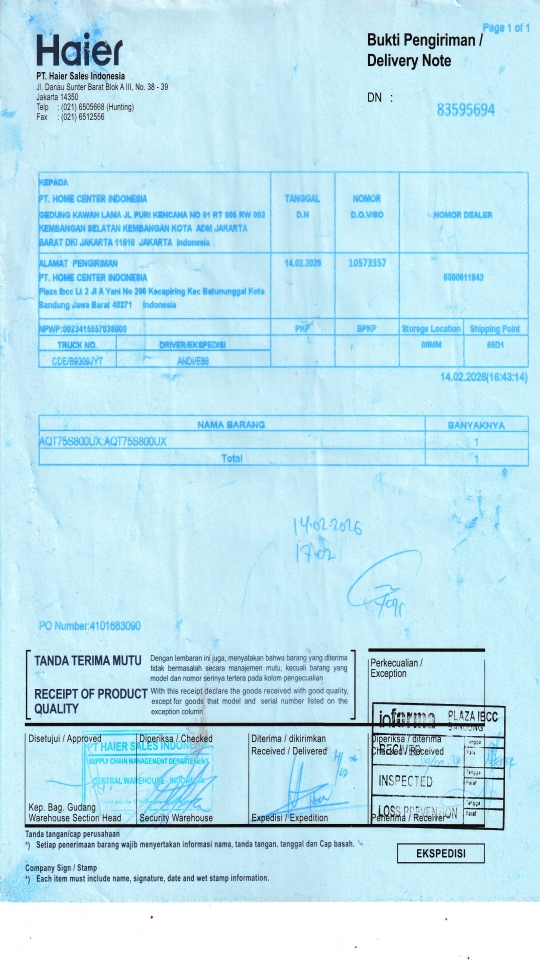 Page 1 of 1
Haier
Bukti Pengiriman /
Delivery Note
PT. Haier Sales Indonesia
Jl. Danau Sunter Barat Blok A III, No. 38 - 39
Jakarta 14350
Telp : (021) 6505668 (Hunting)
Fax : (021) 6512556
DN :
83595694
KEPADA
PT. HOME CENTER INDONESIA
GEDUNG KAWAN LAMA JL PURI KENCANA NO 01 RT 005 RW 002
KEMBANGAN SELATAN KEMBANGAN KOTA ADM JAKARTA
BARAT DKI JAKARTA 11610 JAKARTA Indonesia
TANGGAL
D.N
NOMOR
D.O.V/SO
NOMOR DEALER
ALAMAT PENGIRIMAN
PT. HOME CENTER INDONESIA
Plaza Ibcc Lt 2 Jl A Yani No 296 Kacapiring Kec Batununggal Kota
Bandung Jawa Barat 40271 Indonesia
14.02.2026
10573357
PKP
BPKP
Storage Location
Shipping Point
TRUCK NO.
DRIVER/EKSPEDISI
14.02.2026(16:43:14)
NAMA BARANG
BANYAKNYA
AQT75S800UX:AQT75S800UX
1
Total
1
14-02-2026
17.02
PO Number:4101683090
TANDA TERIMA MUTU
Dengan lembaran ini juga, menyatakan bahwa barang yang diterima
tidak bermasalah secara manajemen mutu, kecuali barang yang
model dan nomor serinya tertera pada kolom pengecualian
RECEIPT OF PRODUCT
QUALITY
With this receipt declare the goods received with good quality,
except for goods that model and serial number listed on the
exception column
Perkecualian /
Exception
informa PLAZA IBCC
BANDUNG
Disetujui / Approved
Diperiksa / Checked
Diterima / dikirimkan
Received / Delivered
Diperiksa / diterima
Checked / Received
PT HAIER SALES INDONESIA
SUPPLY CHAIN MANAGEMENT DEPARTEMENT
CENTRAL WAREHOUSE - INDONESIA
RECEIVED
Tanggal
Paraf
INSPECTED
Tanggal
Paraf
LOSS PREVENTION
Tanggal
Paraf
Kep. Bag. Gudang
Warehouse Section Head
Security Warehouse
Expedisi / Expedition
Penerima / Receiver
Tanda tangan/cap perusahaan
*) Setiap penerimaan barang wajib menyertakan informasi nama, tanda tangan, tanggal dan Cap basah.
EKSPEDISI
Company Sign / Stamp
*) Each item must include name, signature, date and wet stamp information.